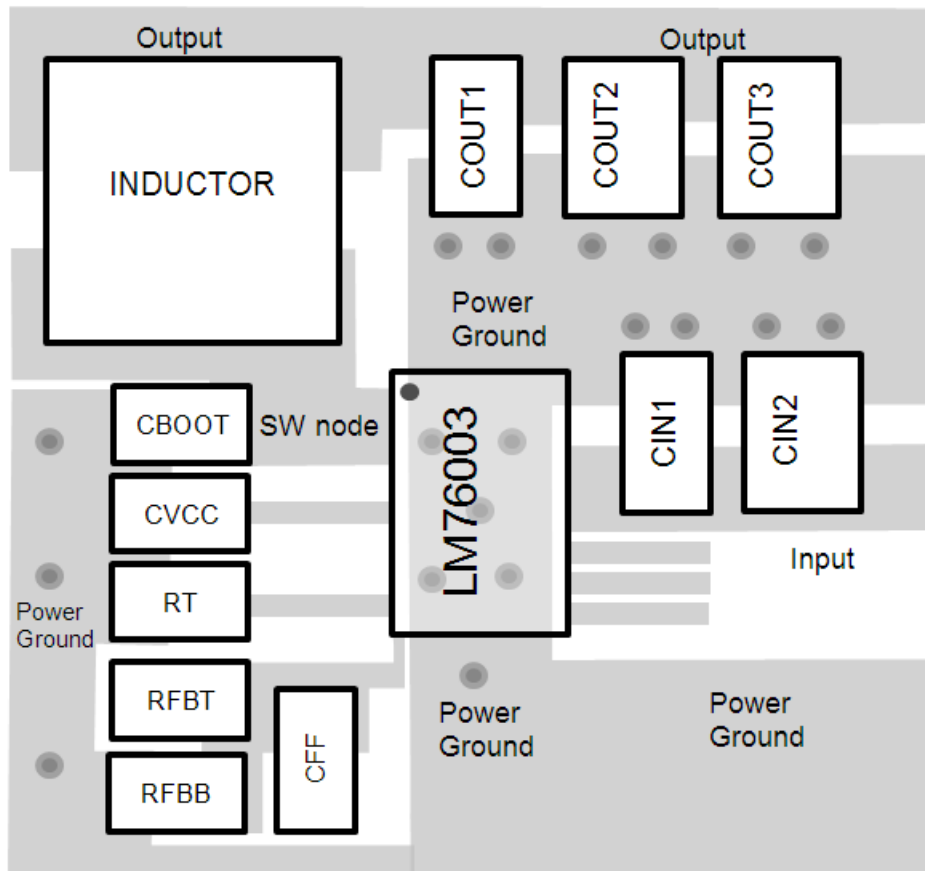 Output
Output
INDUCTOR
COUT1
COUT2
COUT3
Power
Ground
CBOOT
SW node
LM76003
CIN1
CIN2
CVCC
RT
Input
Power
Ground
RFBT
CFF
Power
Ground
Power
Ground
RFBB